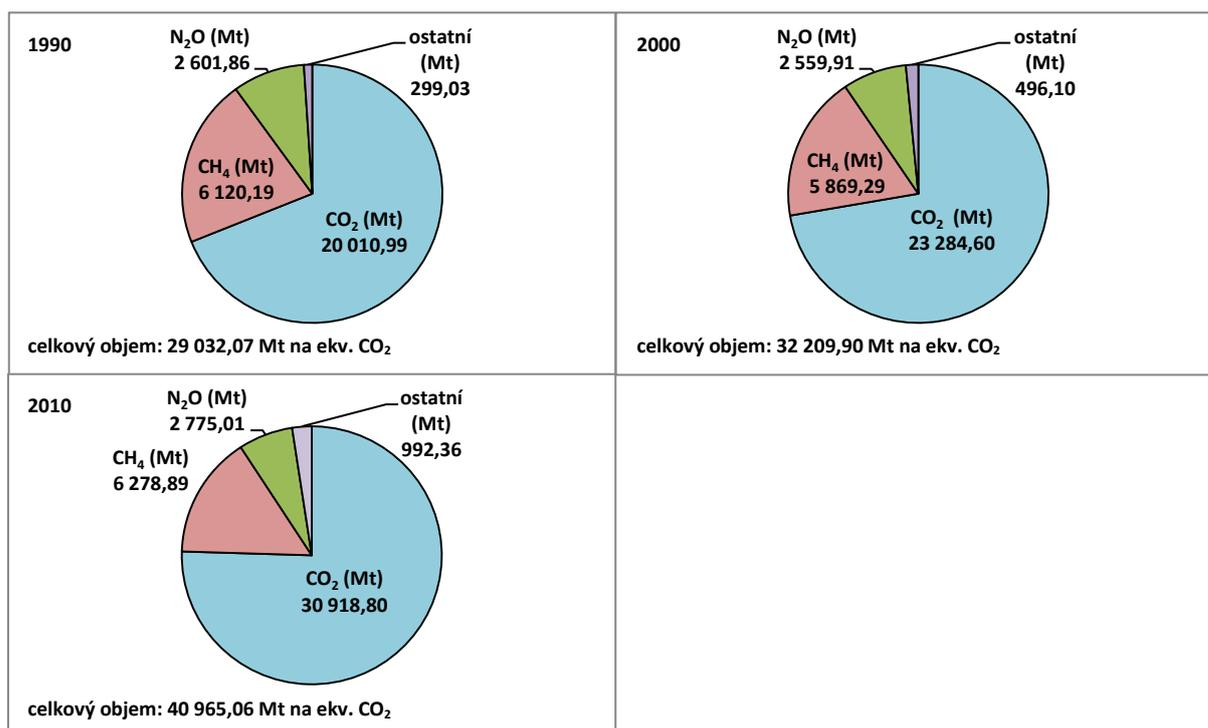 1990
N₂O (Mt)
2 601,86
ostatní
(Mt)
299,03
CH₄ (Mt)
6 120,19
CO₂ (Mt)
20 010,99
celkový objem: 29 032,07 Mt na ekv. CO₂
2000
N₂O (Mt)
2 559,91
ostatní
(Mt)
496,10
CH₄ (Mt)
5 869,29
CO₂ (Mt)
23 284,60
celkový objem: 32 209,90 Mt na ekv. CO₂
2010
N₂O (Mt)
2 775,01
ostatní
(Mt)
992,36
CH₄ (Mt)
6 278,89
CO₂ (Mt)
30 918,80
celkový objem: 40 965,06 Mt na ekv. CO₂